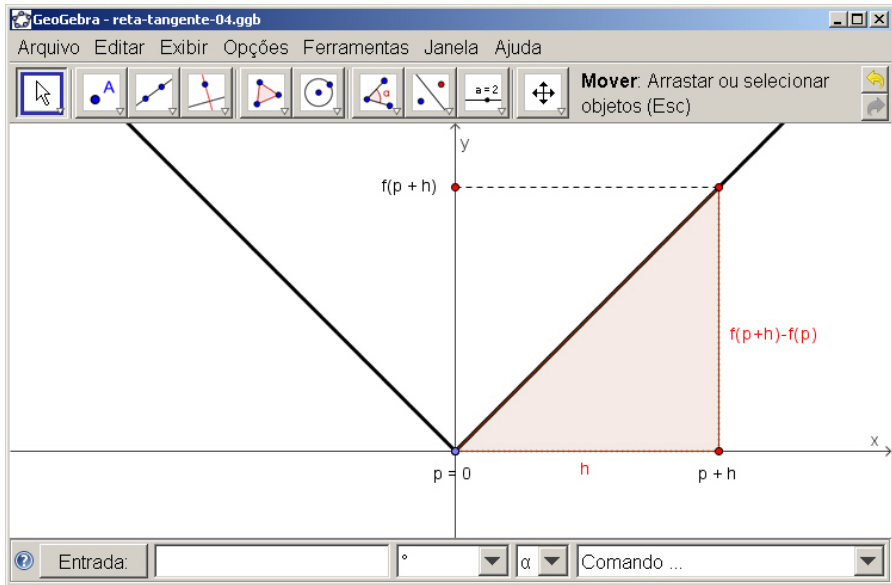 GeoGebra - reta-tangente-04.ggb
Arquivo Editar Exibir Opções Ferramentas Janela Ajuda
A
α
a = 2
Mover: Arrastar ou selecionar
objetos (Esc)
y
f(p + h)
f(p+h)-f(p)
x
p = 0
h
p + h
Entrada:
°
α
Comando ...